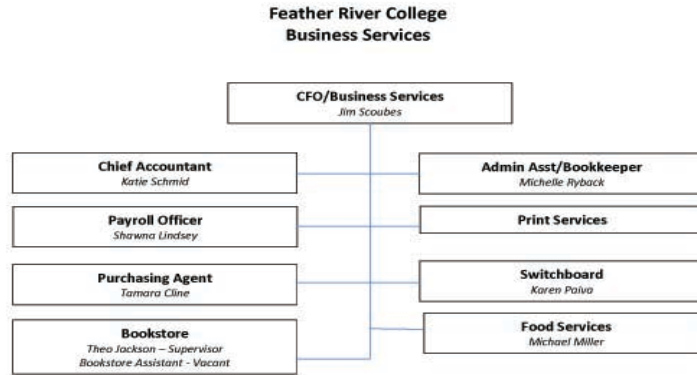 Feather River College
Business Services
CFO/Business Services
Jim Scoubes
Chief Accountant
Katie Schmid
Admin Asst/Bookkeeper
Michelle Ryback
Payroll Officer
Shawna Lindsey
Print Services
Purchasing Agent
Tamara Cline
Switchboard
Karen Paiva
Bookstore
Theo Jackson – Supervisor
Bookstore Assistant - Vacant
Food Services
Michael Miller